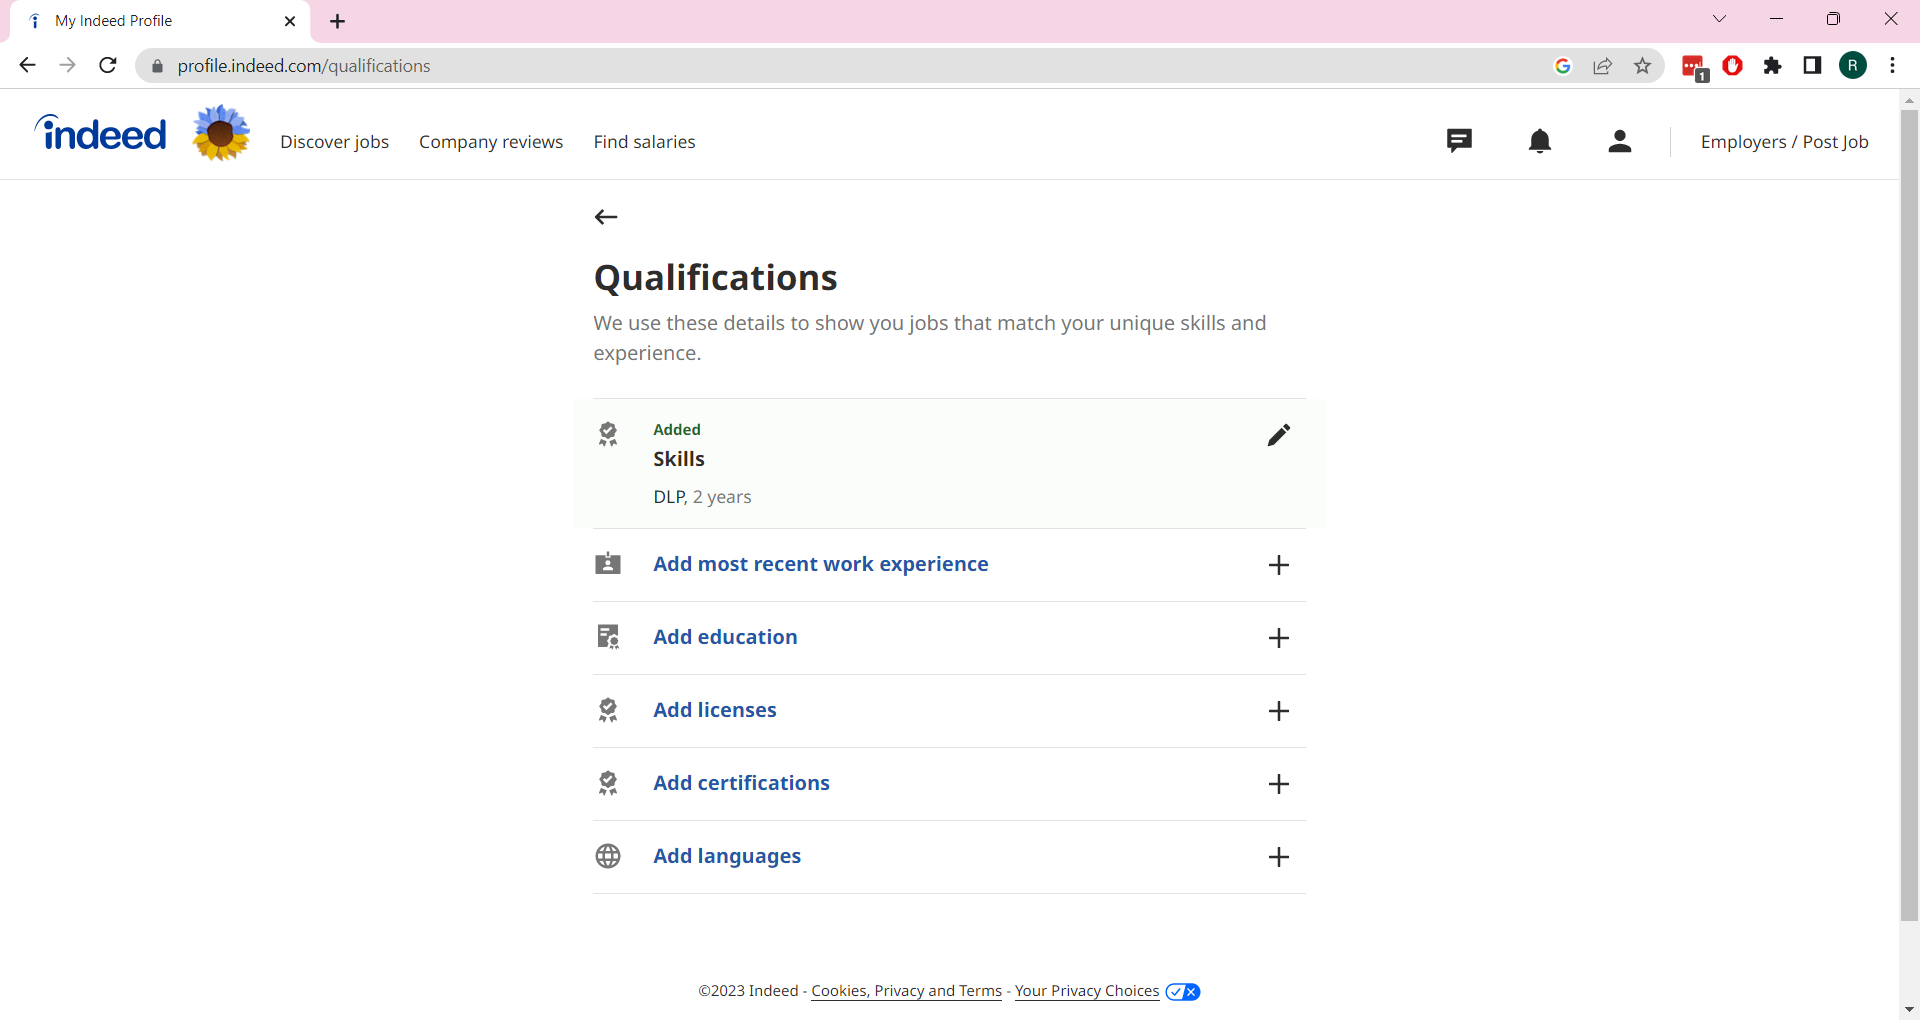 My Indeed Profile
profile.indeed.com/qualifications
1
R
indeed
Discover jobs
Company reviews
Find salaries
Employers / Post Job
Qualifications
We use these details to show you jobs that match your unique skills and
experience.
Added
Skills
DLP, 2 years
Add most recent work experience
Add education
Add licenses
Add certifications
Add languages
©2023 Indeed - Cookies, Privacy and Terms - Your Privacy Choices